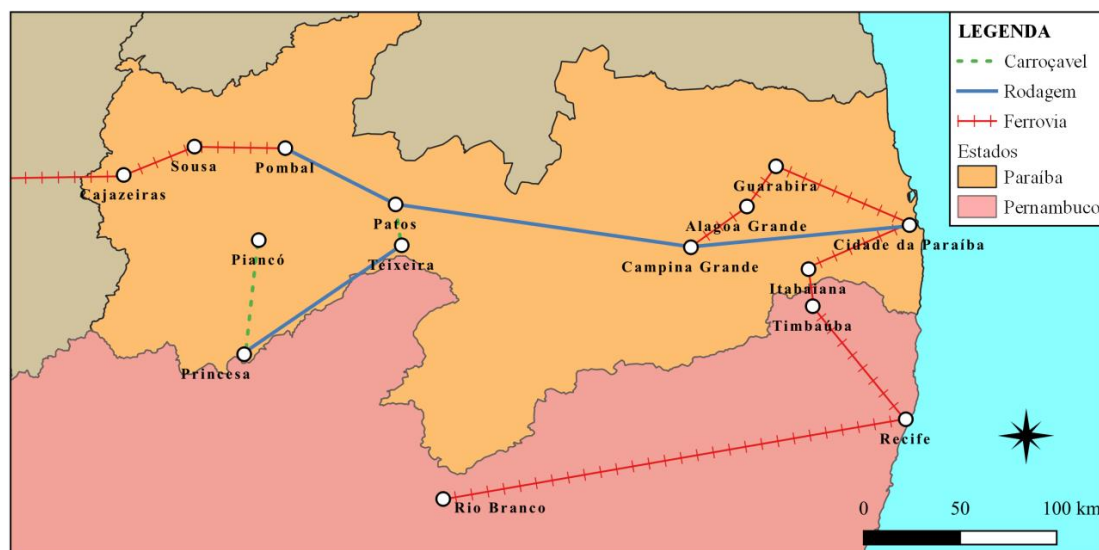 LEGENDA
Carroçavel
Rodagem
Ferrovia
Estados
Paraíba
Pernambuco
Sousa
Pombal
Cajazeiras
Guarabira
Alagoa Grande
Patos
Cidade da Paraíba
Piancó
Teixeira
Campina Grande
Itabaiana
Timbaúba
Princesa
Recife
Rio Branco
0 50 100 km